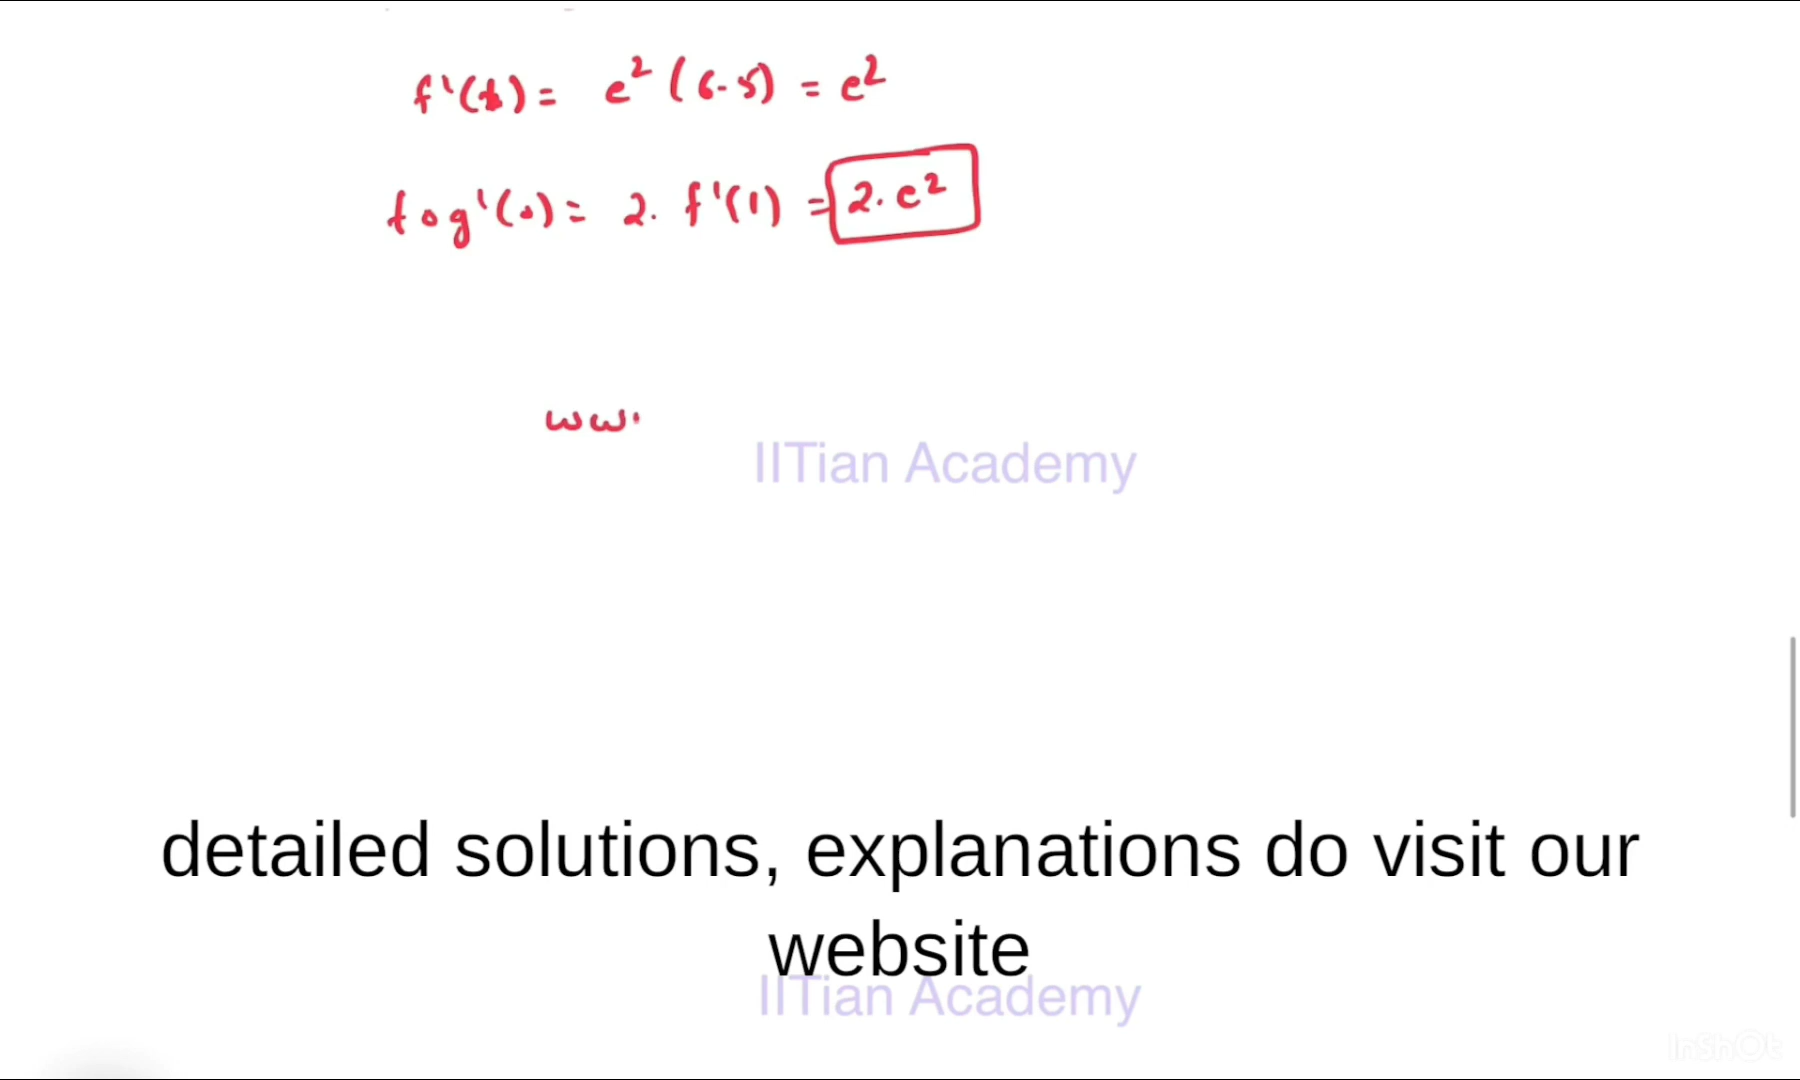 f'(1) = e² (6-5) = e²
fog'(0) = 2. f'(1) = 2. e²
ww.
IITian Academy
detailed solutions, explanations do visit our
website
IITian Academy
InShOt